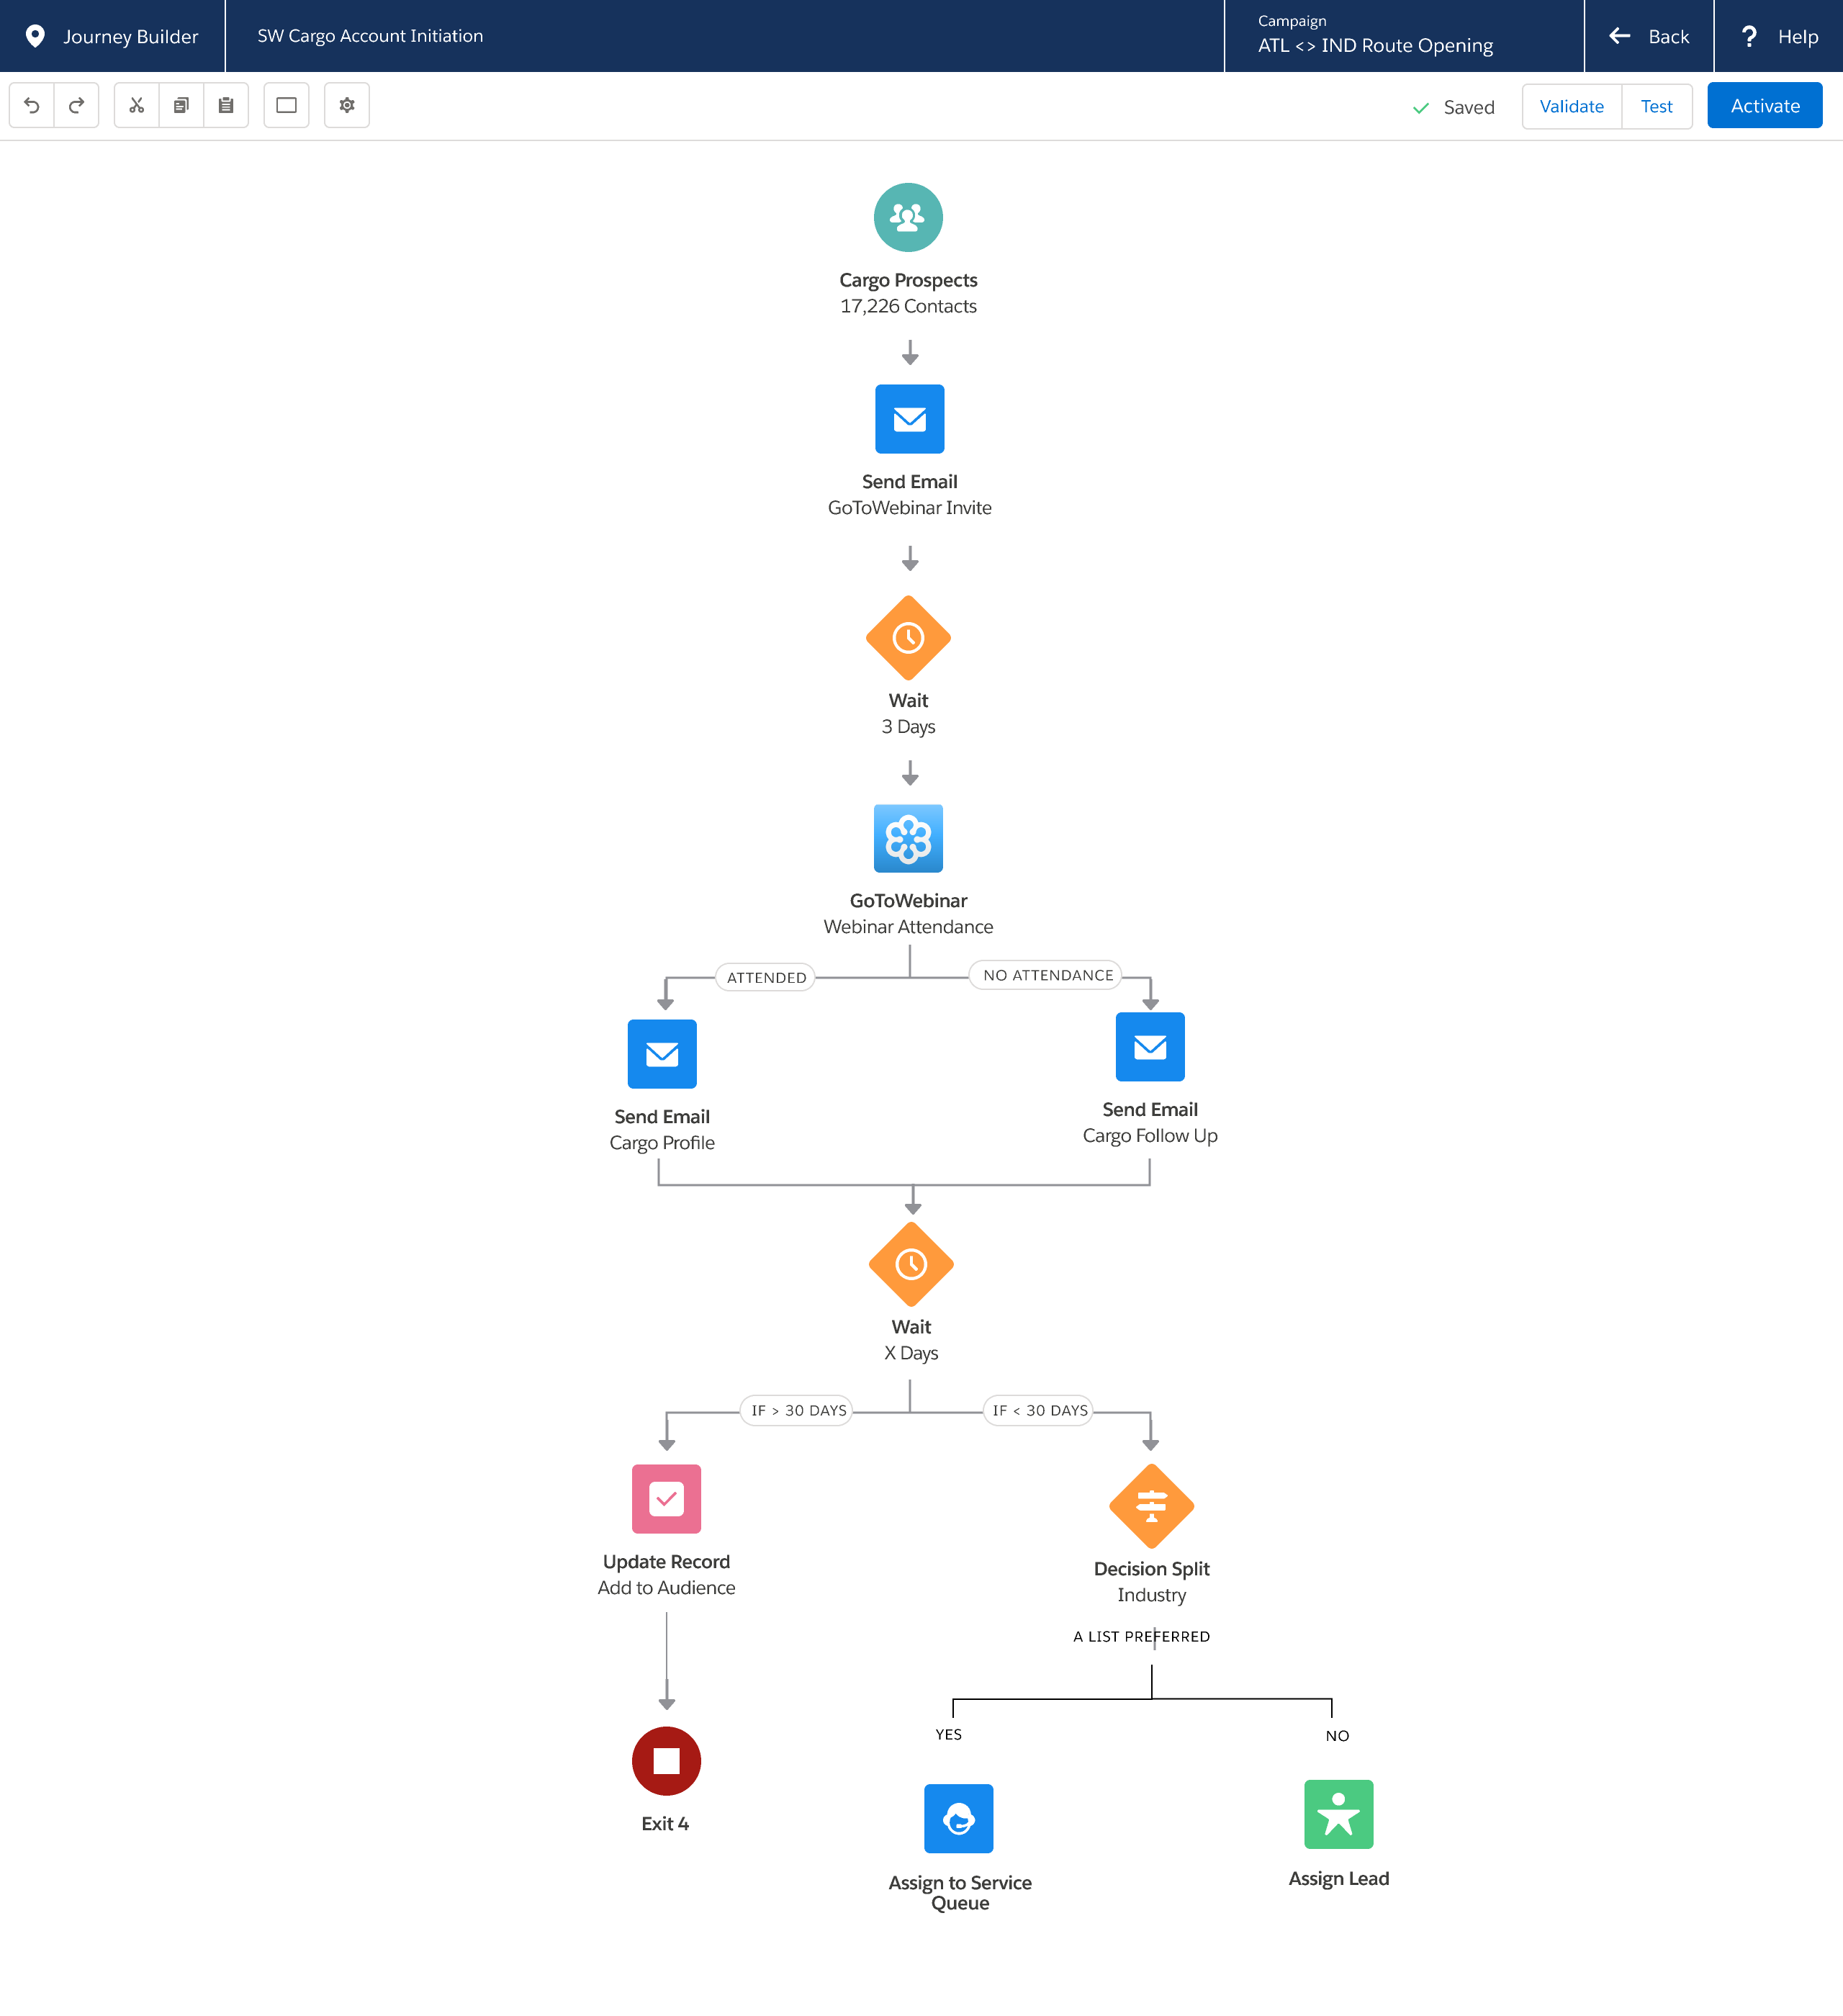 Journey Builder
SW Cargo Account Initiation
Campaign
ATL <> IND Route Opening
Back
Help
Saved
Validate
Test
Activate
Cargo Prospects
17,226 Contacts
Send Email
GoToWebinar Invite
Wait
3 Days
GoToWebinar
Webinar Attendance
ATTENDED
NO ATTENDANCE
Send Email
Cargo Profile
Send Email
Cargo Follow Up
Wait
X Days
IF > 30 DAYS
IF < 30 DAYS
Update Record
Add to Audience
Decision Split
Industry
A LIST PREFERRED
YES
NO
Exit 4
Assign to Service
Queue
Assign Lead